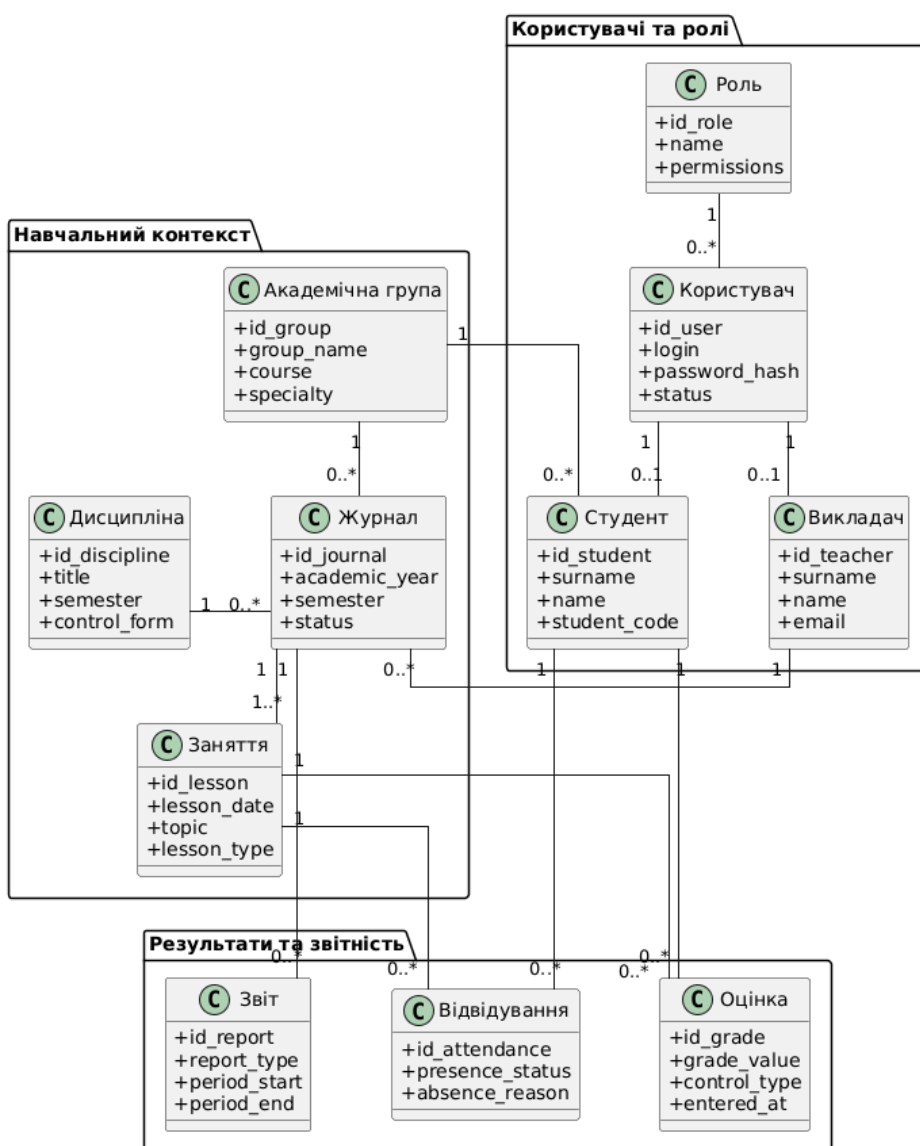 Користувачі та ролі
C Роль
+id_role
+name
+permissions
1
0..*
Навчальний контекст
C Академічна група
+id_group
+group_name
+course
+specialty
C Користувач
+id_user
+login
+password_hash
+status
1
1
0..*
1
0..*
1
0..1
1
0..1
C Дисципліна
+id_discipline
+title
+semester
+control_form
C Журнал
+id_journal
+academic_year
+semester
+status
1 0..*
C Студент
+id_student
+surname
+name
+student_code
C Викладач
+id_teacher
+surname
+name
+email
1 1
0..*
1
1
1
1..*
C Заняття
+id_lesson
+lesson_date
+topic
+lesson_type
1
1
Результати та звітність
0..*
0..*
0..*
0..*
0..*
C Звіт
+id_report
+report_type
+period_start
+period_end
C Відвідування
+id_attendance
+presence_status
+absence_reason
C Оцінка
+id_grade
+grade_value
+control_type
+entered_at